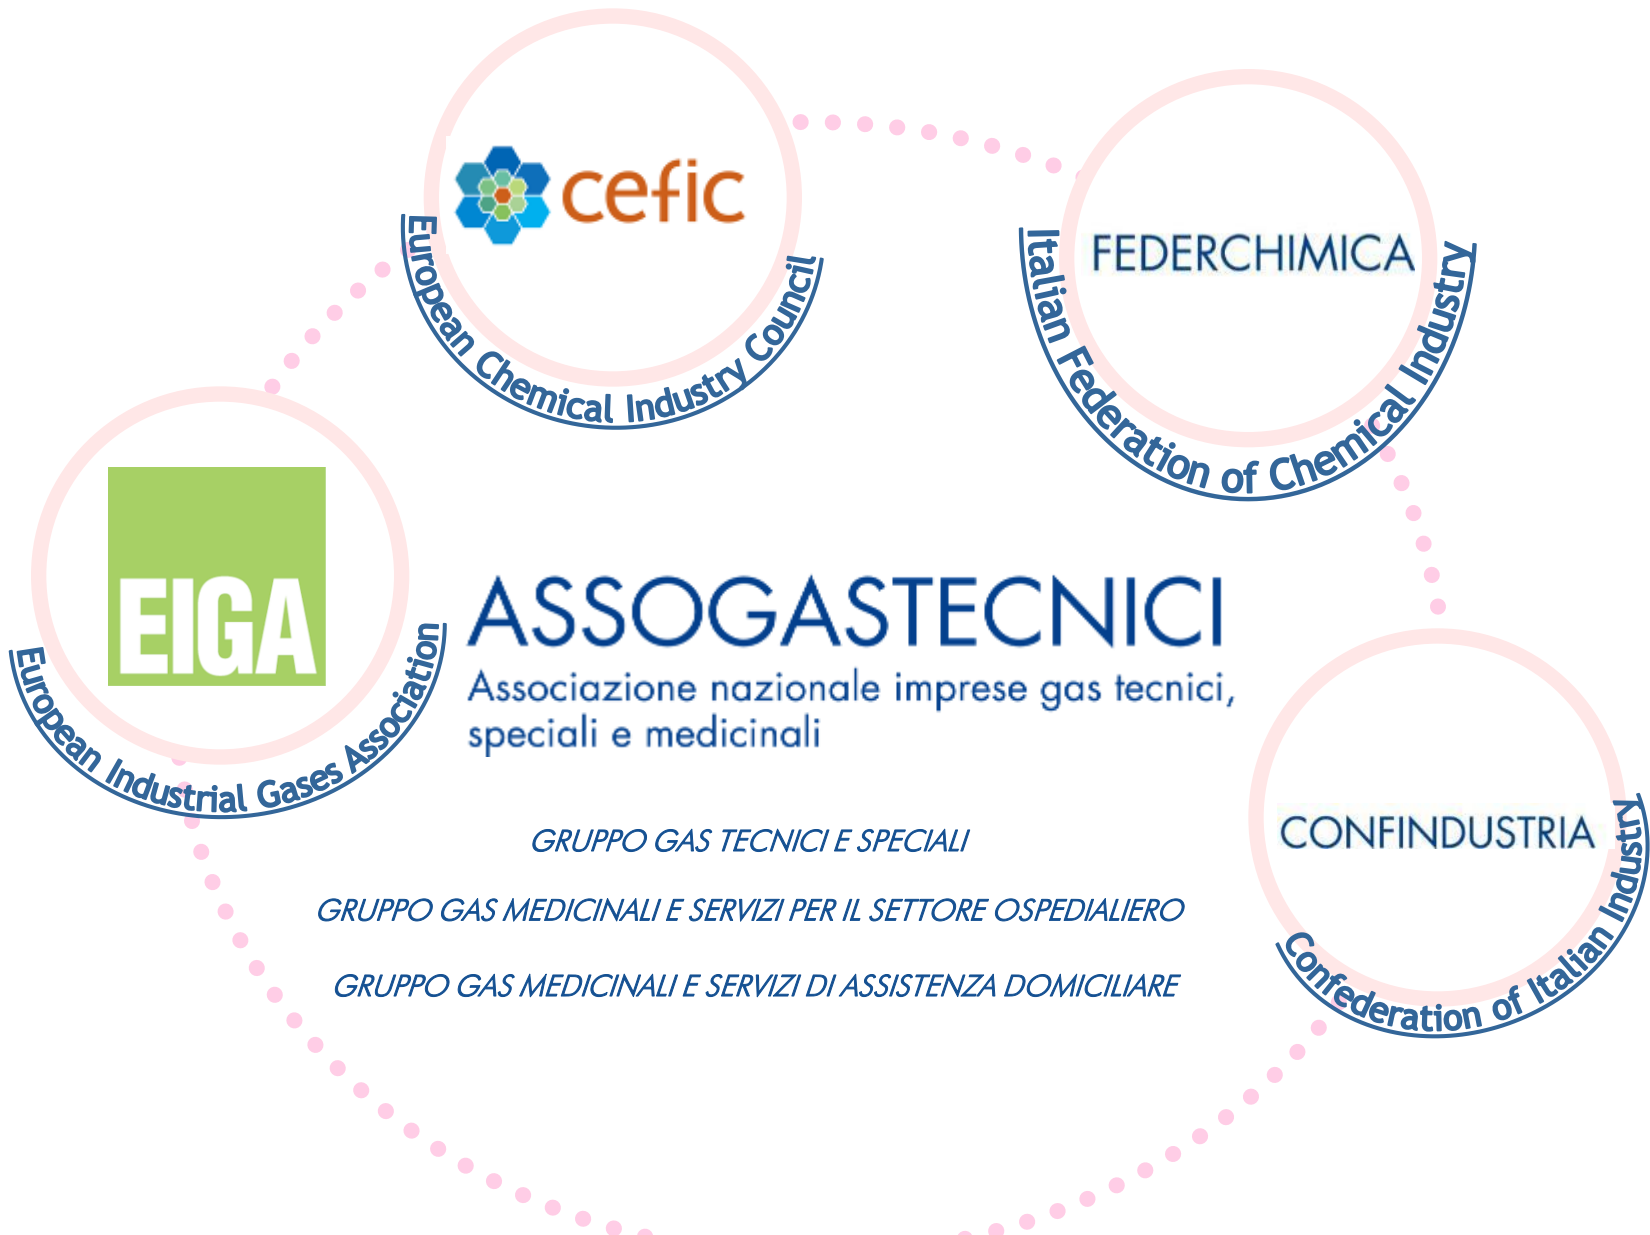 cefic
European Chemical Industry Council
FEDERCHIMICA
Italian Federation of Chemical Industry
EIGA
European Industrial Gases Association
ASSOGASTECNICI
Associazione nazionale imprese gas tecnici,
speciali e medicinali
CONFINDUSTRIA
Confederation of Italian Industry
GRUPPO GAS TECNICI E SPECIALI
GRUPPO GAS MEDICINALI E SERVIZI PER IL SETTORE OSPEDIALIERO
GRUPPO GAS MEDICINALI E SERVIZI DI ASSISTENZA DOMICILIARE